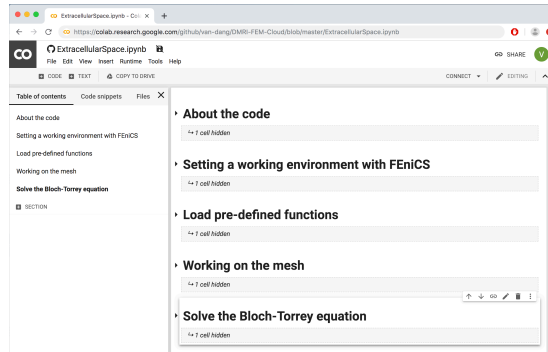 ExtracellularSpace.ipynb - Cola
https://colab.research.google.com/github/van-dang/DMRI-FEM-Cloud/blob/master/ExtracellularSpace.ipynb
CO
ExtracellularSpace.ipynb
File Edit View Insert Runtime Tools Help
SHARE
V
CODE TEXT COPY TO DRIVE
CONNECT
EDITING
Table of contents Code snippets Files
About the code
Setting a working environment with FEniCS
Load pre-defined functions
Working on the mesh
Solve the Bloch-Torrey equation
SECTION
About the code
1 cell hidden
Setting a working environment with FEniCS
1 cell hidden
Load pre-defined functions
1 cell hidden
Working on the mesh
1 cell hidden
Solve the Bloch-Torrey equation
1 cell hidden